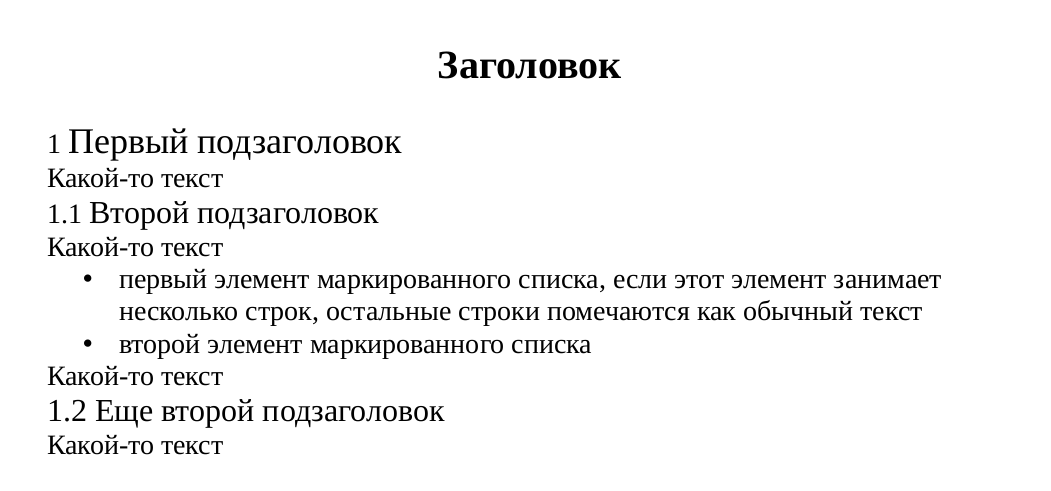 Заголовок
1 Первый подзаголовок
Какой-то текст
1.1 Второй подзаголовок
Какой-то текст
• первый элемент маркированного списка, если этот элемент занимает
несколько строк, остальные строки помечаются как обычный текст
• второй элемент маркированного списка
Какой-то текст
1.2 Еще второй подзаголовок
Какой-то текст